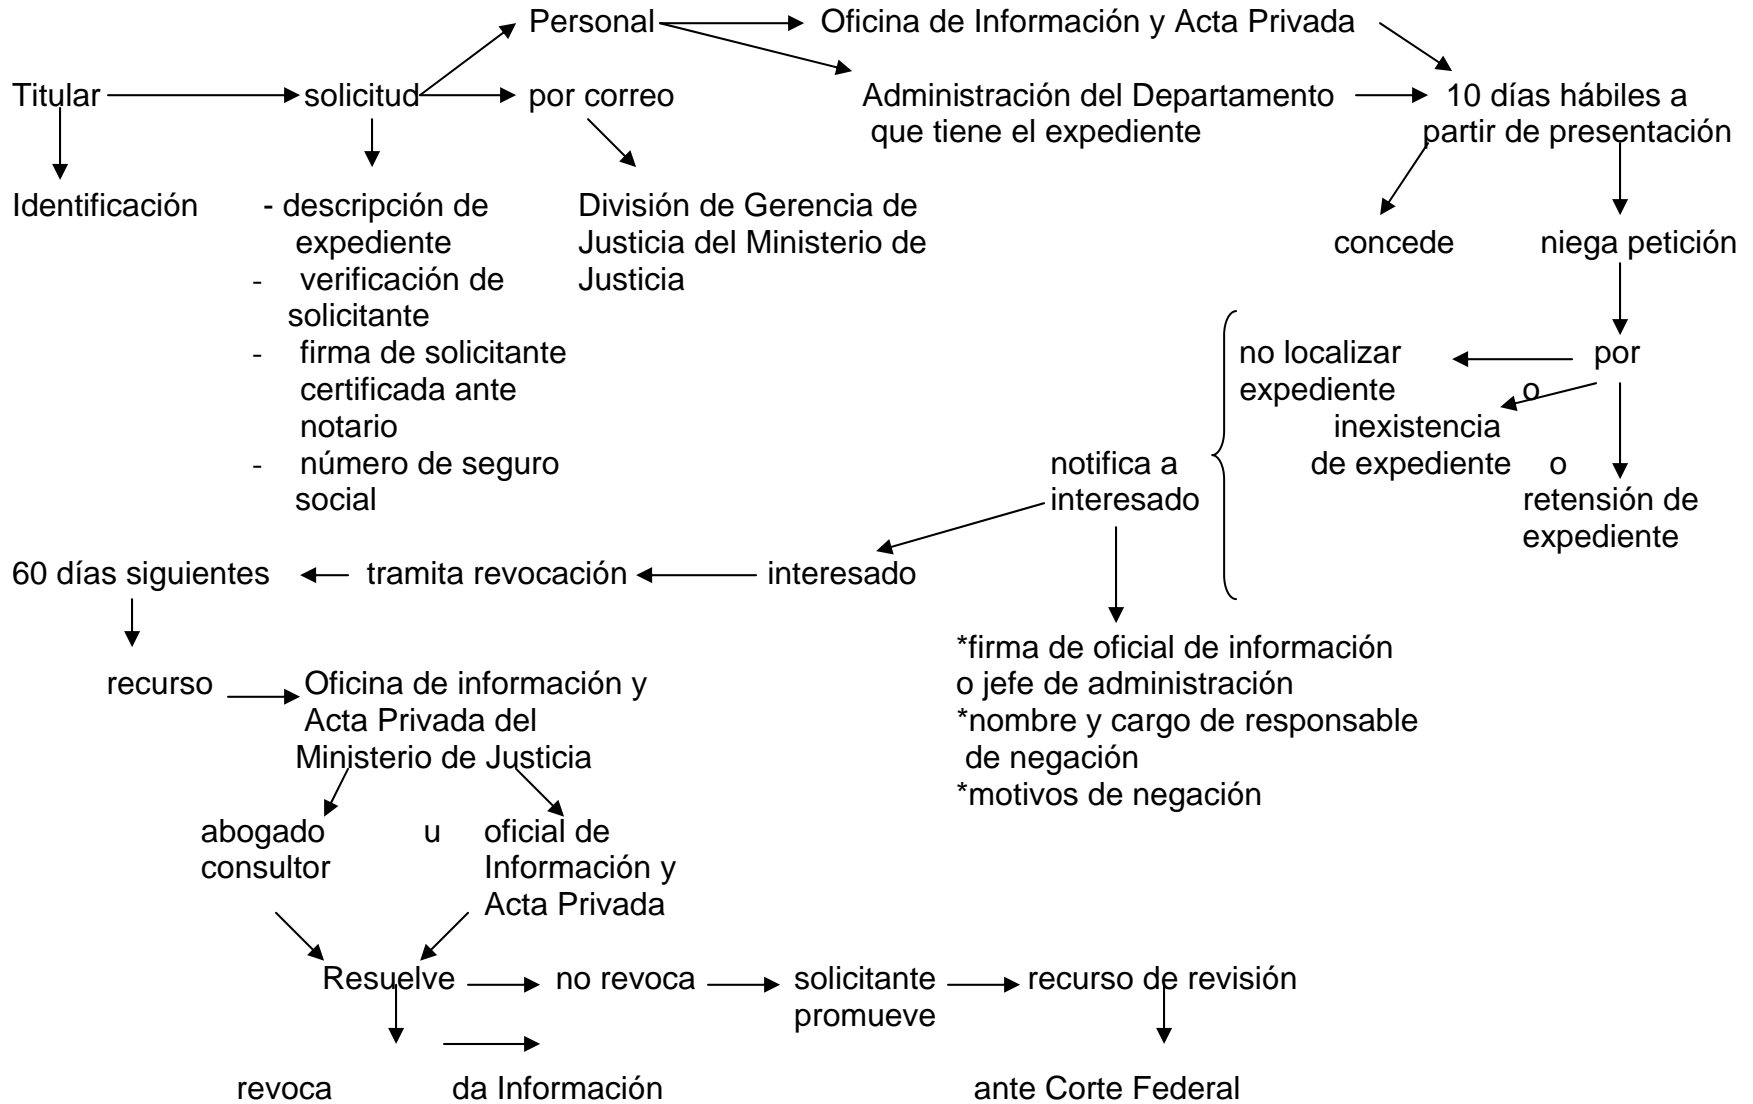 Personal Oficina de Información y Acta Privada
Titular solicitud por correo Administración del Departamento 10 días hábiles a
que tiene el expediente partir de presentación
Identificación - descripción de División de Gerencia de
expediente Justicia del Ministerio de concede niega petición
- verificación de Justicia
solicitante
- firma de solicitante no localizar por
certificada ante expediente o
notario inexistencia
- número de seguro notifica a de expediente o
social interesado retensión de
expediente
60 días siguientes tramita revocación interesado
*firma de oficial de información
recurso Oficina de información y o jefe de administración
Acta Privada del *nombre y cargo de responsable
Ministerio de Justicia de negación
*motivos de negación
abogado u oficial de
consultor Información y
Acta Privada
Resuelve no revoca solicitante recurso de revisión
promueve
revoca da Información ante Corte Federal